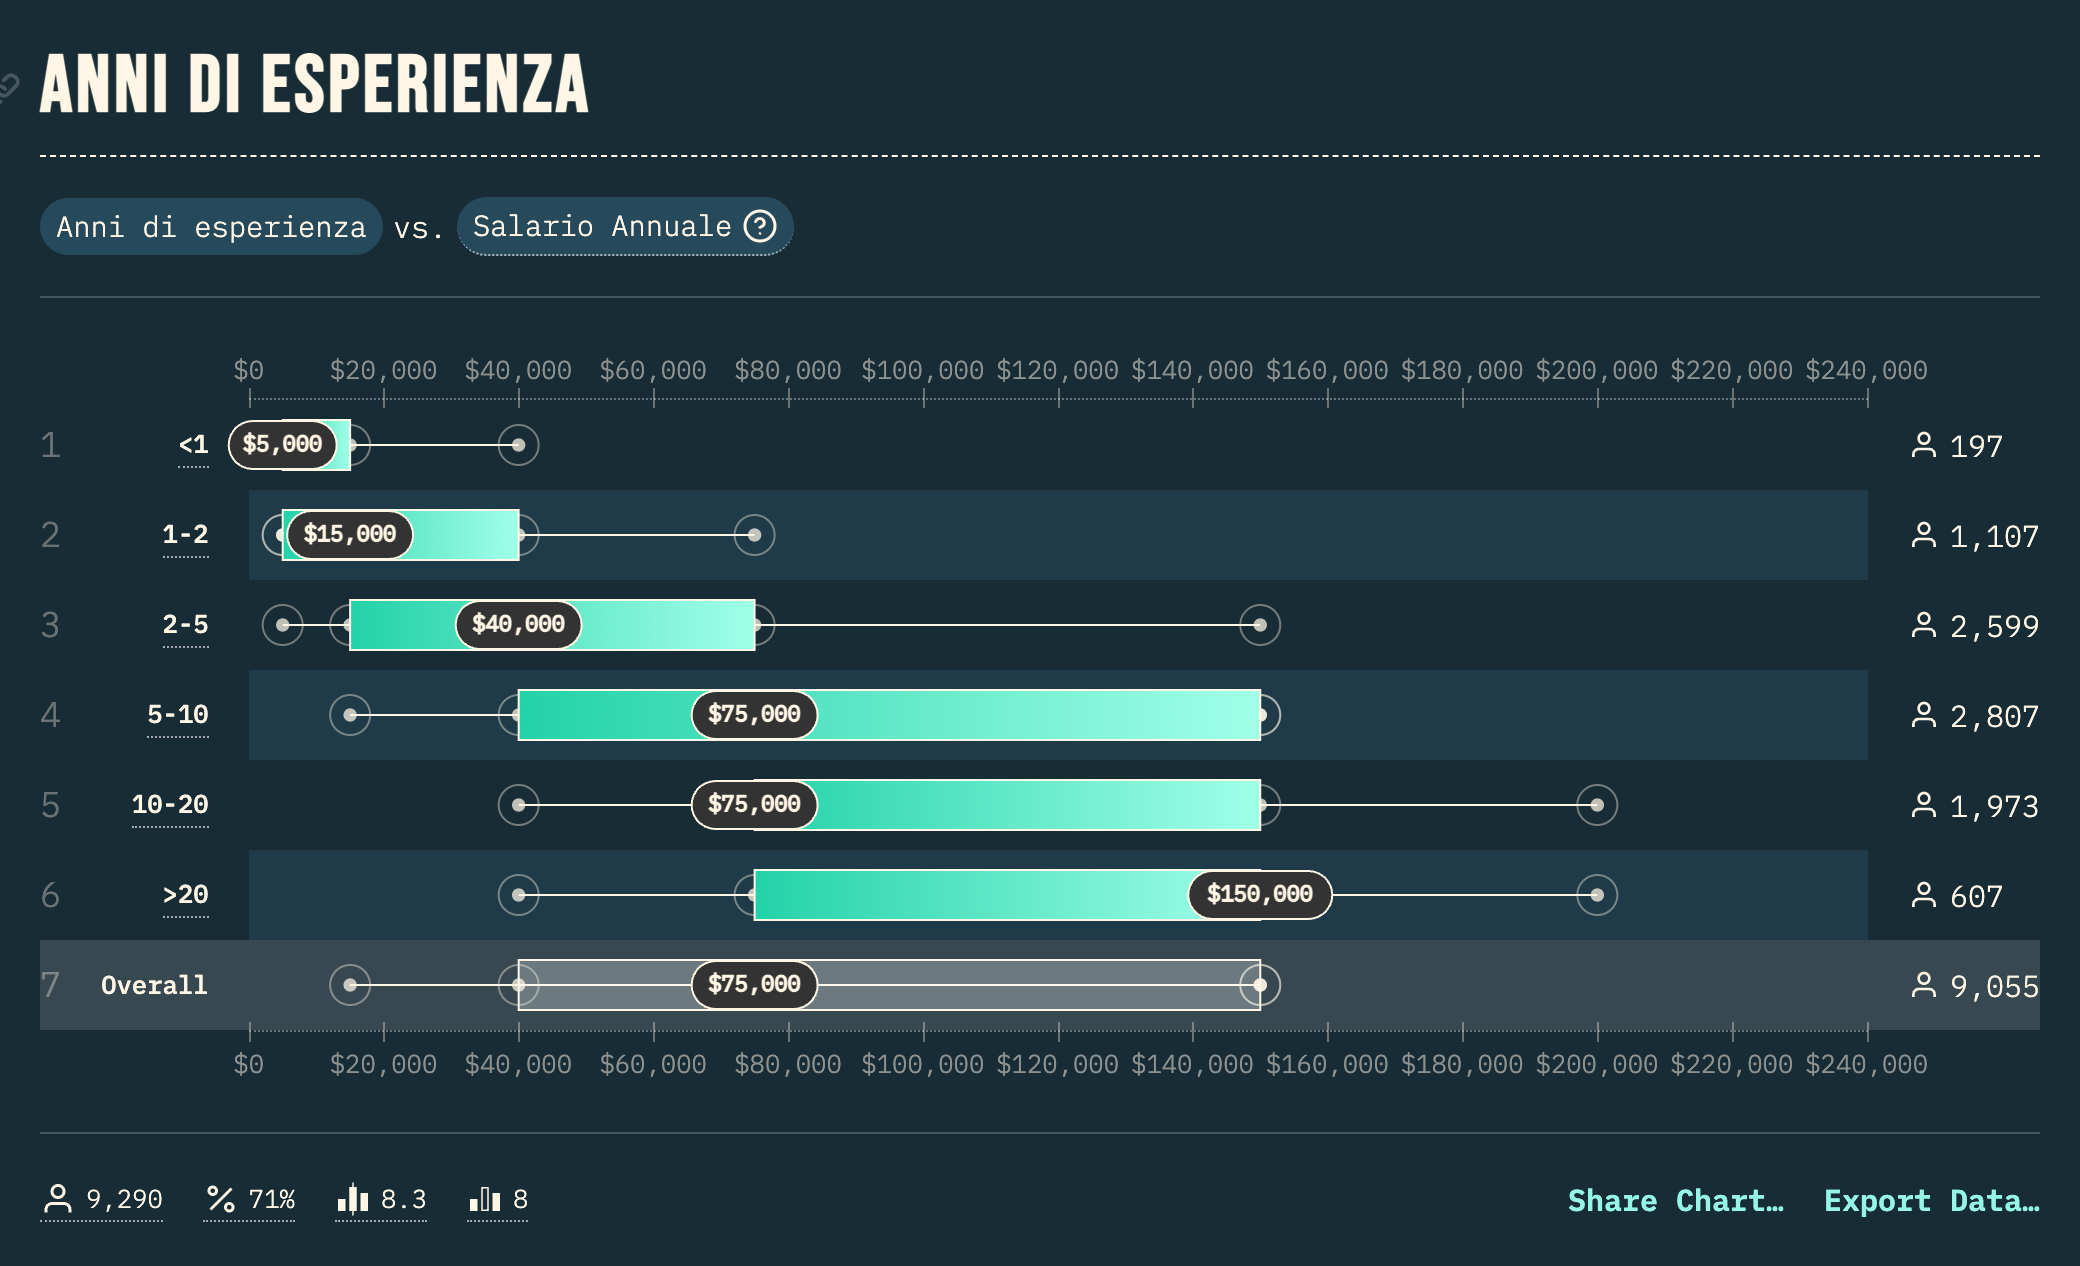 ANNI DI ESPERIENZA
Anni di esperienza vs. Salario Annuale ?
$0 $20,000 $40,000 $60,000 $80,000 $100,000 $120,000 $140,000 $160,000 $180,000 $200,000 $220,000 $240,000
1 <1 $5,000 197
2 1-2 $15,000 1,107
3 2-5 $40,000 2,599
4 5-10 $75,000 2,807
5 10-20 $75,000 1,973
6 >20 $150,000 607
7 Overall $75,000 9,055
$0 $20,000 $40,000 $60,000 $80,000 $100,000 $120,000 $140,000 $160,000 $180,000 $200,000 $220,000 $240,000
9,290 % 71% 8.3 8 Share Chart… Export Data…